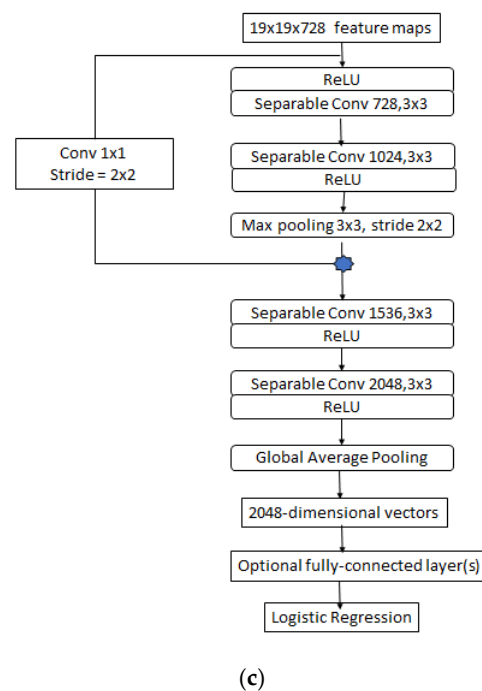 19x19x728 feature maps
ReLU
Separable Conv 728,3x3
Conv 1x1
Stride = 2x2
Separable Conv 1024,3x3
ReLU
Max pooling 3x3, stride 2x2
Separable Conv 1536,3x3
ReLU
Separable Conv 2048,3x3
ReLU
Global Average Pooling
2048-dimensional vectors
Optional fully-connected layer(s)
Logistic Regression
(c)